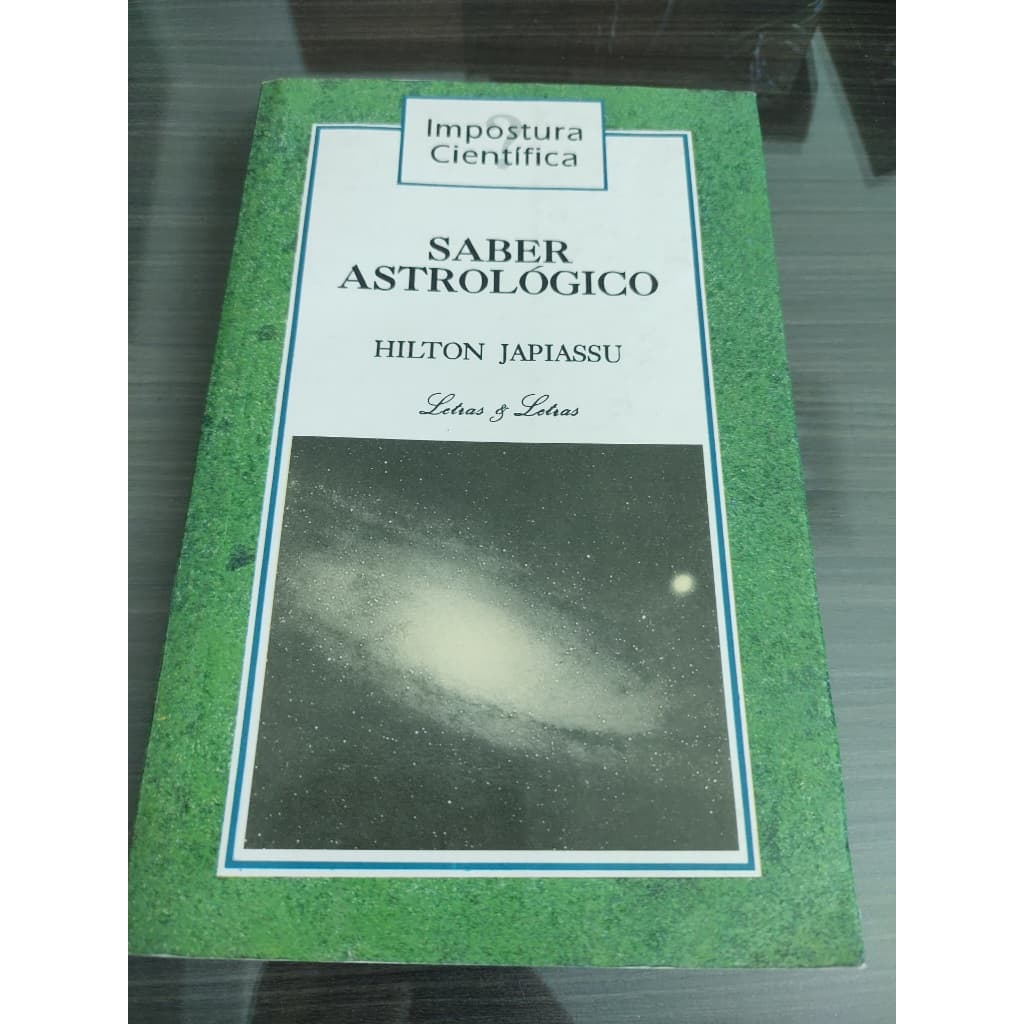 ?
Impostura
Científica
SABER
ASTROLÓGICO
HILTON JAPIASSU
Letras & Letras